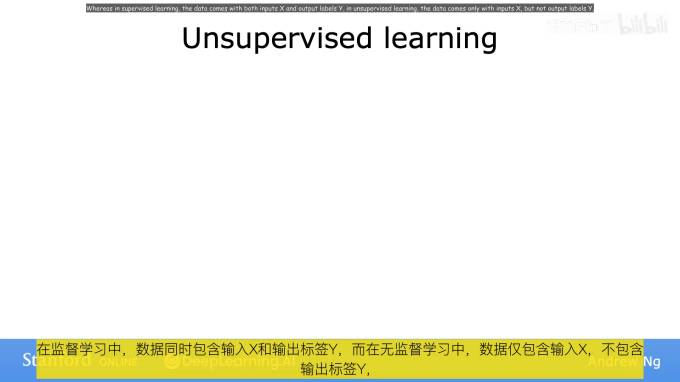 Whereas in supervised learning, the data comes with both inputs X and output labels Y, in unsupervised learning, the data comes only with inputs X, but not output labels Y,
bilibili
Unsupervised learning
在监督学习中，数据同时包含输入X和输出标签Y，而在无监督学习中，数据仅包含输入X，不包含
输出标签Y，
Stanford ONLINE DeepLearning.AI Andrew Ng